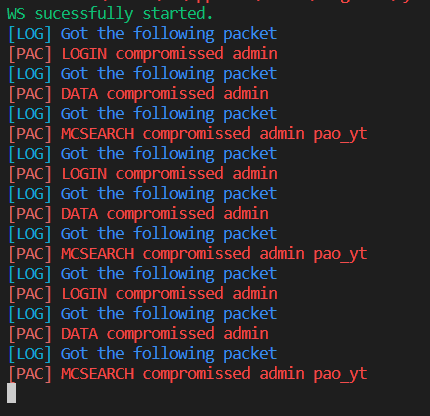 WS sucessfully started.
[LOG] Got the following packet
[PAC] LOGIN compromissed admin
[LOG] Got the following packet
[PAC] DATA compromissed admin
[LOG] Got the following packet
[PAC] MCSEARCH compromissed admin pao_yt
[LOG] Got the following packet
[PAC] LOGIN compromissed admin
[LOG] Got the following packet
[PAC] DATA compromissed admin
[LOG] Got the following packet
[PAC] MCSEARCH compromissed admin pao_yt
[LOG] Got the following packet
[PAC] LOGIN compromissed admin
[LOG] Got the following packet
[PAC] DATA compromissed admin
[LOG] Got the following packet
[PAC] MCSEARCH compromissed admin pao_yt